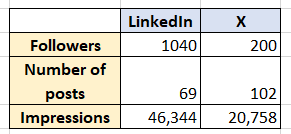 LinkedIn X
Followers 1040 200
Number of
posts 69 102
Impressions 46,344 20,758